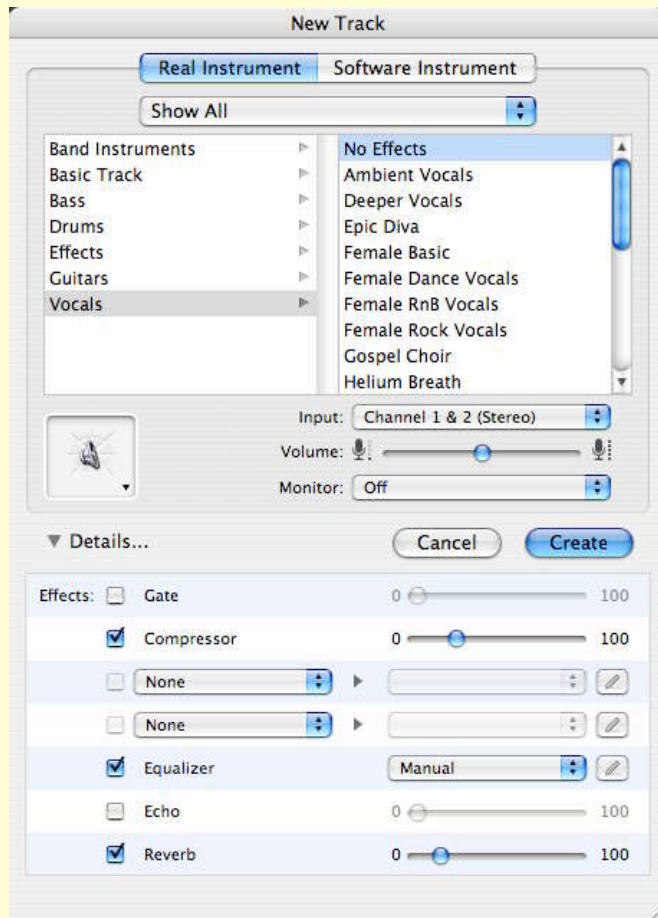 New Track
Real Instrument Software Instrument
Show All
Band Instruments
Basic Track
Bass
Drums
Effects
Guitars
Vocals
No Effects
Ambient Vocals
Deeper Vocals
Epic Diva
Female Basic
Female Dance Vocals
Female RnB Vocals
Female Rock Vocals
Gospel Choir
Helium Breath
Input: Channel 1 & 2 (Stereo)
Volume:
Monitor: Off
Details...
Cancel Create
Effects: Gate 0 100
Compressor 0 100
None
None
Equalizer Manual
Echo 0 100
Reverb 0 100